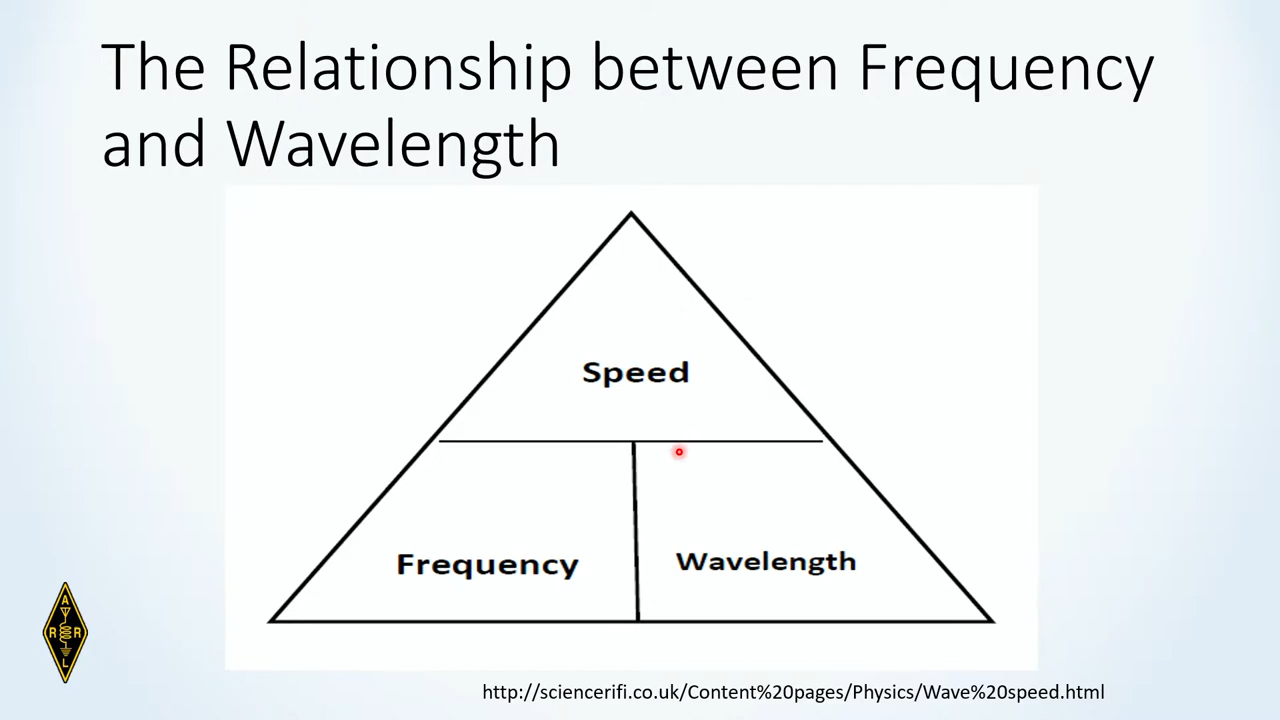 The Relationship between Frequency
and Wavelength
Speed
Frequency
Wavelength
A
R R
L
http://sciencerifi.co.uk/Content%20pages/Physics/Wave%20speed.html